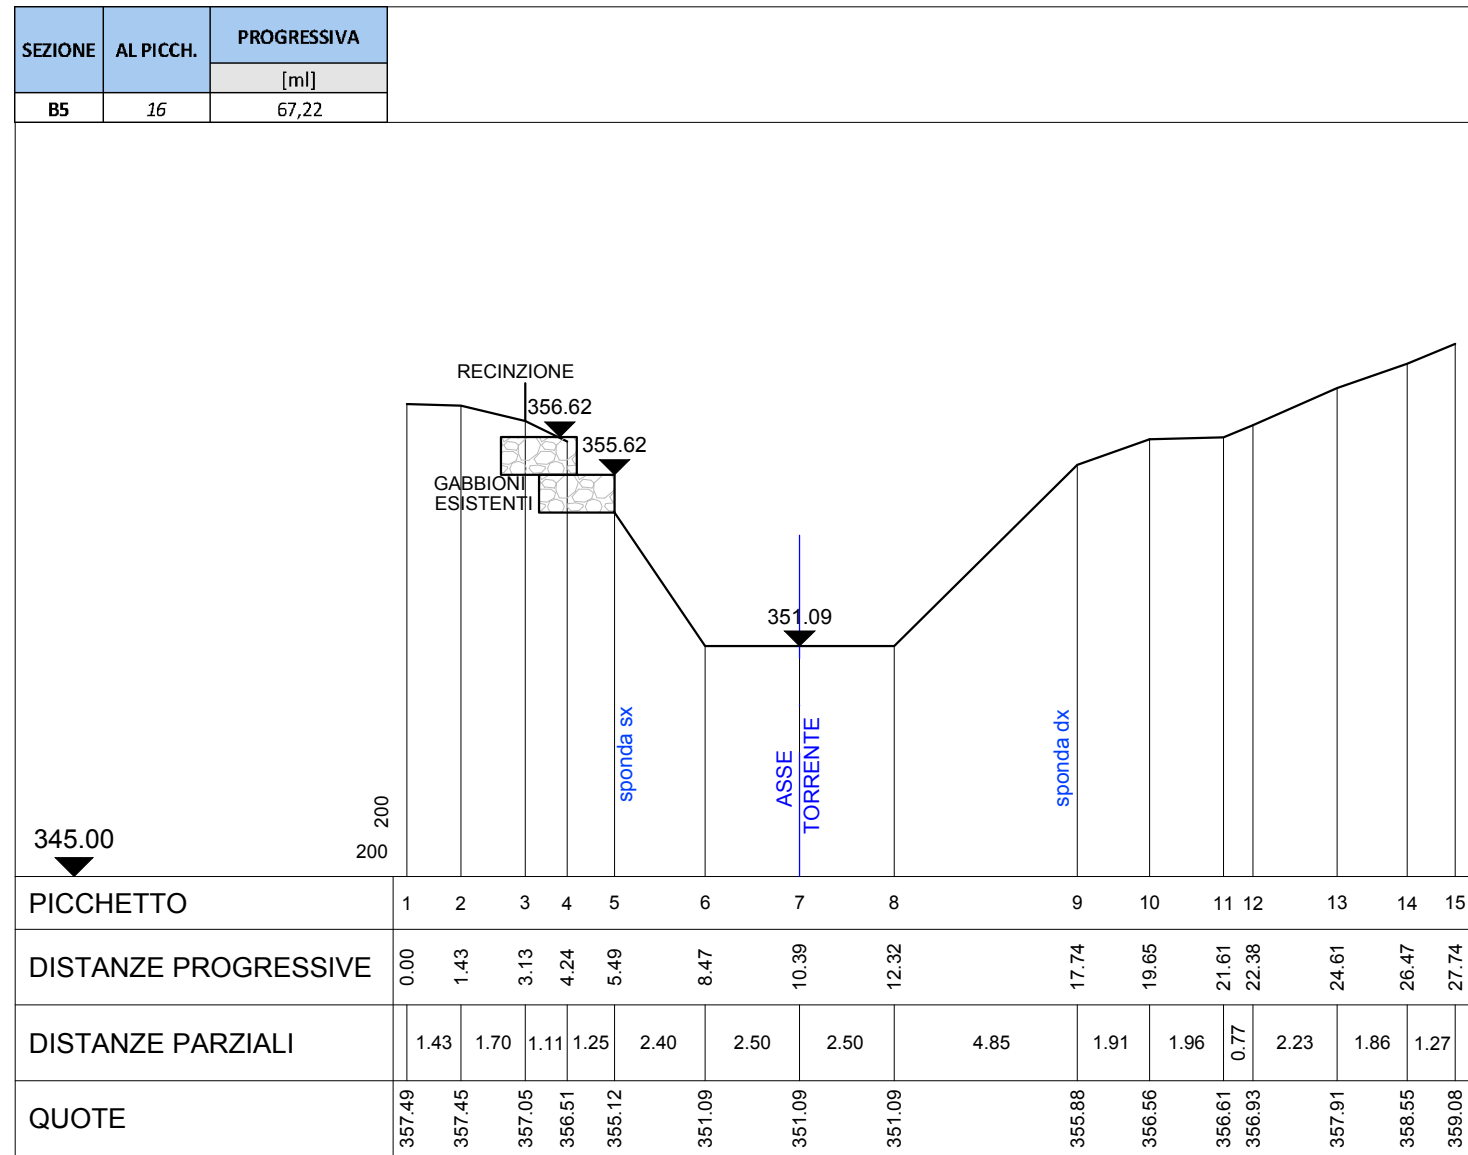 SEZIONE AL PICCH. PROGRESSIVA
[ml]
B5 16 67,22
RECINZIONE
356.62
355.62
GABBIONI
ESISTENTI
351.09
sponda sx
ASSE
TORRENTE
sponda dx
200
345.00
200
PICCHETTO 1 2 3 4 5 6 7 8 9 10 11 12 13 14 15
DISTANZE PROGRESSIVE 0.00 1.43 3.13 4.24 5.49 8.47 10.39 12.32 17.74 19.65 21.61 22.38 24.61 26.47 27.74
DISTANZE PARZIALI 1.43 1.70 1.11 1.25 2.40 2.50 2.50 4.85 1.91 1.96 0.77 2.23 1.86 1.27
QUOTE 357.49 357.45 357.05 356.51 355.12 351.09 351.09 351.09 355.88 356.56 356.61 356.93 357.91 358.55 359.08